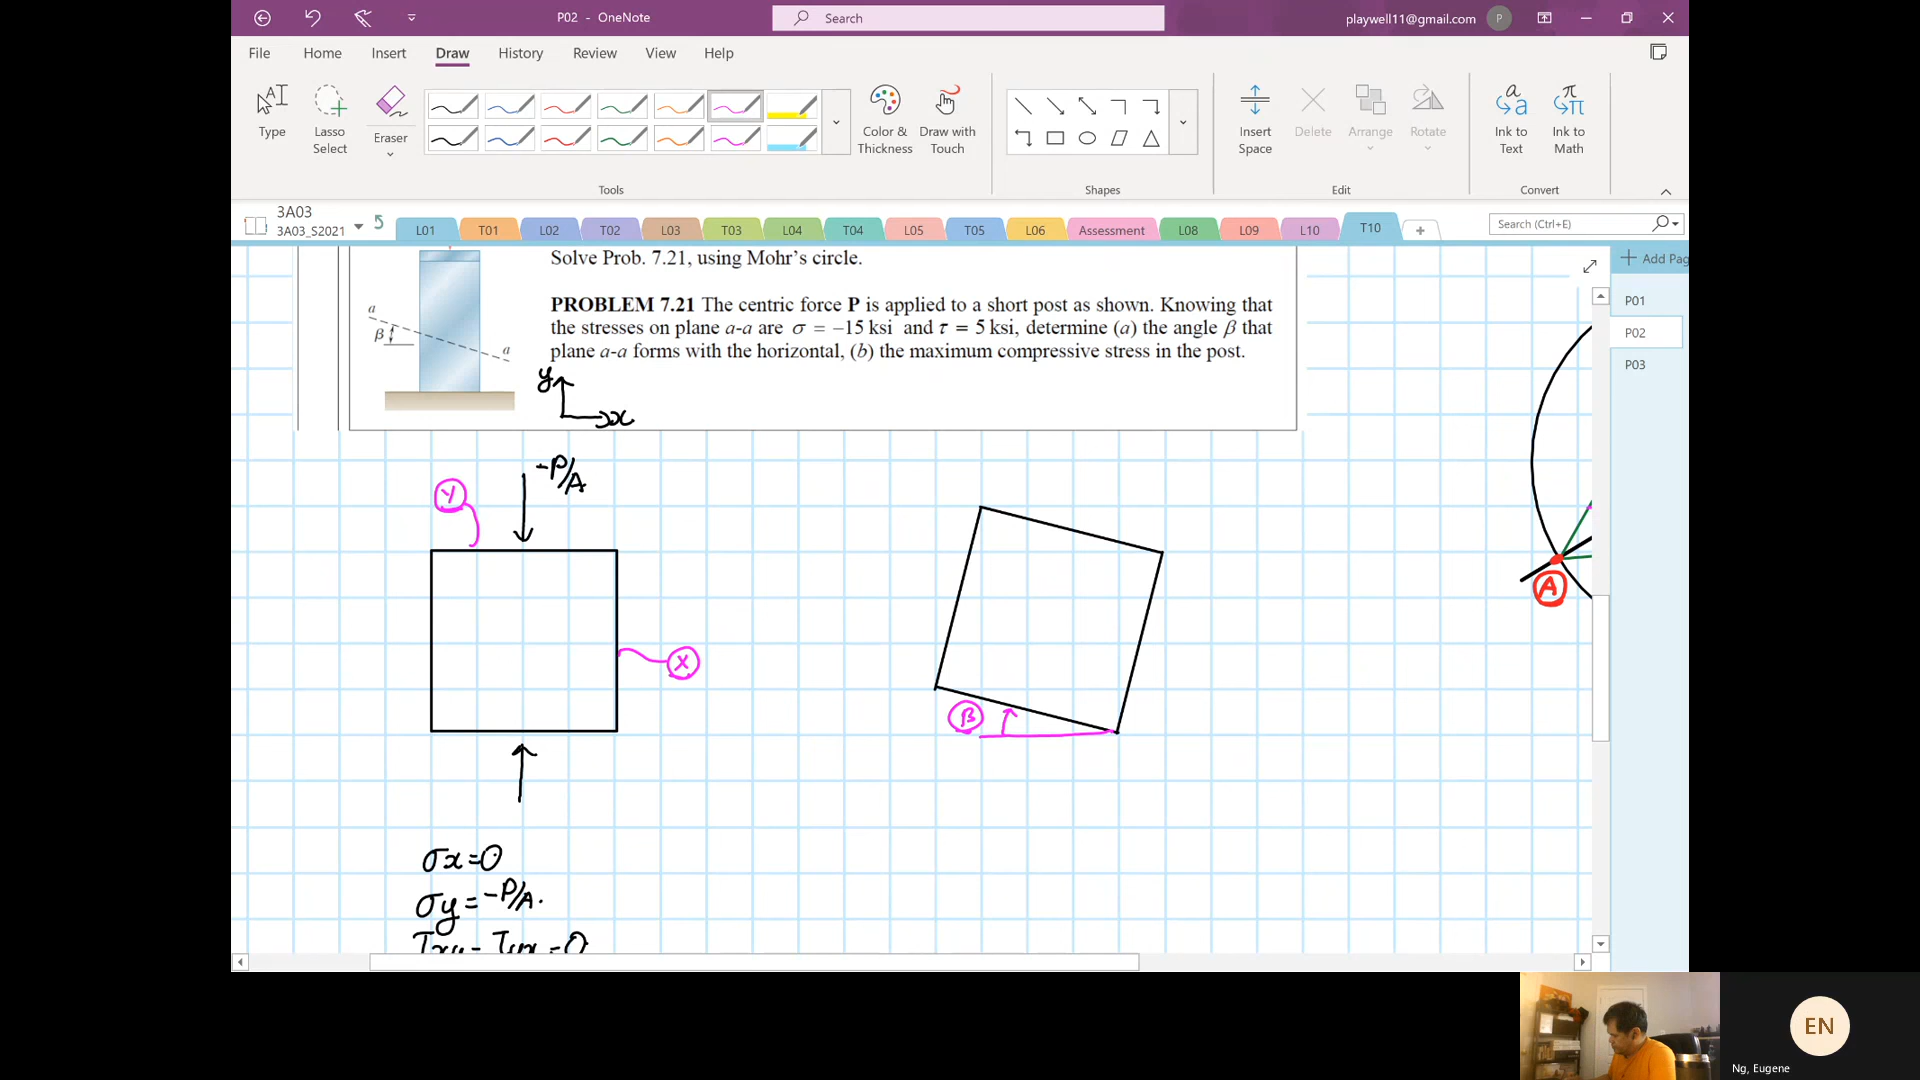 P02 - OneNote
Search
playwell11@gmail.com
P
File Home Insert Draw History Review View Help
Type
Lasso Select
Eraser
Color & Thickness
Draw with Touch
Insert Space
Delete
Arrange
Rotate
Ink to Text
Ink to Math
Tools
Shapes
Edit
Convert
3A03
3A03_S2021
L01 T01 L02 T02 L03 T03 L04 T04 L05 T05 L06 Assessment L08 L09 L10 T10
Search (Ctrl+E)
Add Pag
P01
P02
P03
Solve Prob. 7.21, using Mohr's circle.
PROBLEM 7.21 The centric force P is applied to a short post as shown. Knowing that
the stresses on plane a-a are σ = −15 ksi and τ = 5 ksi, determine (a) the angle β that
plane a-a forms with the horizontal, (b) the maximum compressive stress in the post.
a
β
a
y
x
-P/A
Y
X
β
A
σx=0
σy=-P/A.
τxy = τyx = 0
EN
Ng, Eugene